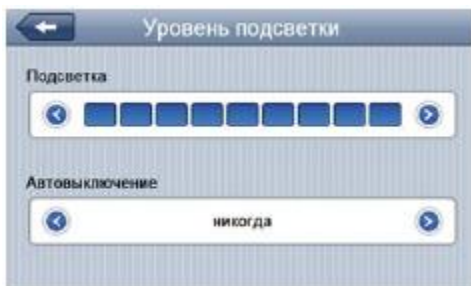 Уровень подсветки
Подсветка
Автовыключение
никогда